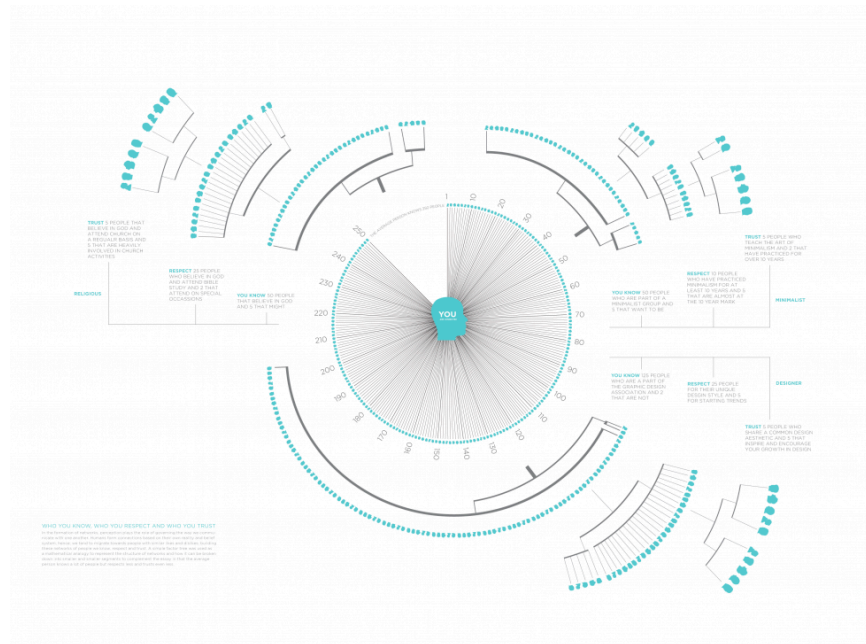 1
10
20
30
40
50
60
70
80
90
100
110
120
130
140
150
160
170
180
190
200
210
220
230
240
250
YOU
TRUST 5 PEOPLE THAT
BELIEVE IN GOD AND
ATTEND CHURCH ON
A REGULAR BASIS AND
5 THAT ARE HEAVILY
INVOLVED IN CHURCH
ACTIVITIES
RESPECT 25 PEOPLE
WHO BELIEVE IN GOD
AND ATTEND BIBLE
STUDY AND 2 THAT
ATTEND ON SPECIAL
OCCASSIONS
YOU KNOW 50 PEOPLE
THAT BELIEVE IN GOD
AND 5 THAT MIGHT
RELIGIOUS
TRUST 5 PEOPLE WHO
TEACH THE ART OF
MINIMALISM AND 2 THAT
HAVE PRACTICED FOR
OVER 10 YEARS
RESPECT 12 PEOPLE
WHO HAVE PRACTICED
MINIMALISM FOR AT
LEAST 10 YEARS AND 5
THAT ARE ALMOST AT
THE 10 YEAR MARK
YOU KNOW 50 PEOPLE
WHO ARE PART OF A
MINIMALIST GROUP AND
5 THAT WANT TO BE
MINIMALIST
YOU KNOW 125 PEOPLE
WHO ARE A PART OF
THE GRAPHIC DESIGN
ASSOCIATION AND 2
THAT ARE NOT
RESPECT 25 PEOPLE
FOR THEIR UNIQUE
DESIGN STYLE AND 5
FOR STARTING TRENDS
DESIGNER
TRUST 5 PEOPLE WHO
SHARE A COMMON DESIGN
AESTHETIC AND 5 THAT
INSPIRE AND ENCOURAGE
YOUR GROWTH IN DESIGN
WHO YOU KNOW, WHO YOU RESPECT AND WHO YOU TRUST